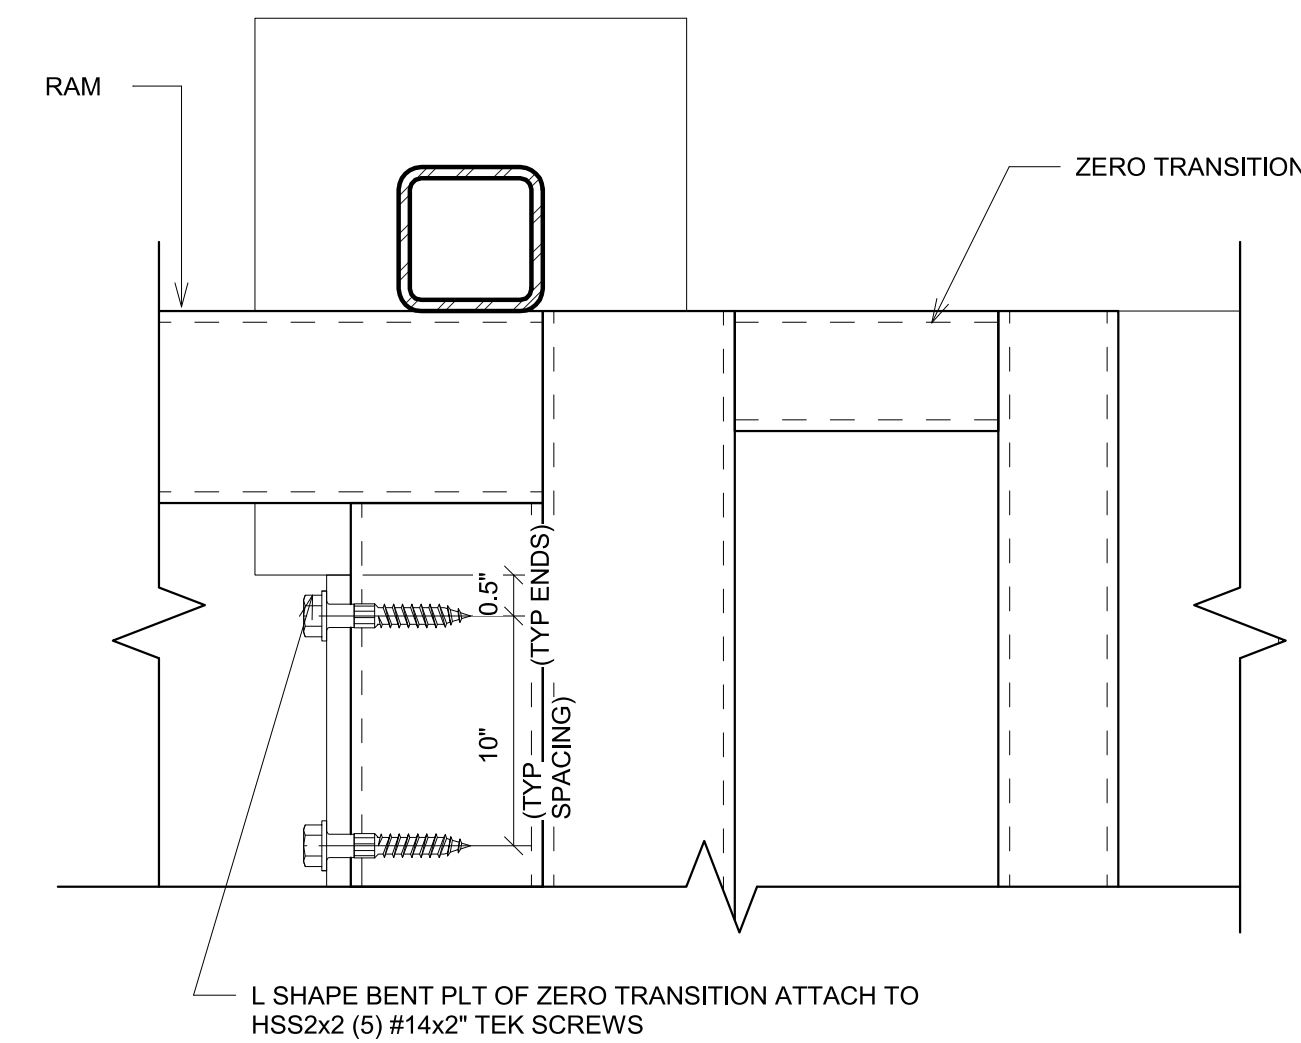 RAM
ZERO TRANSITION
0.5"
(TYP ENDS)
10"
(TYP
SPACING)
L SHAPE BENT PLT OF ZERO TRANSITION ATTACH TO
HSS2x2 (5) #14x2" TEK SCREWS